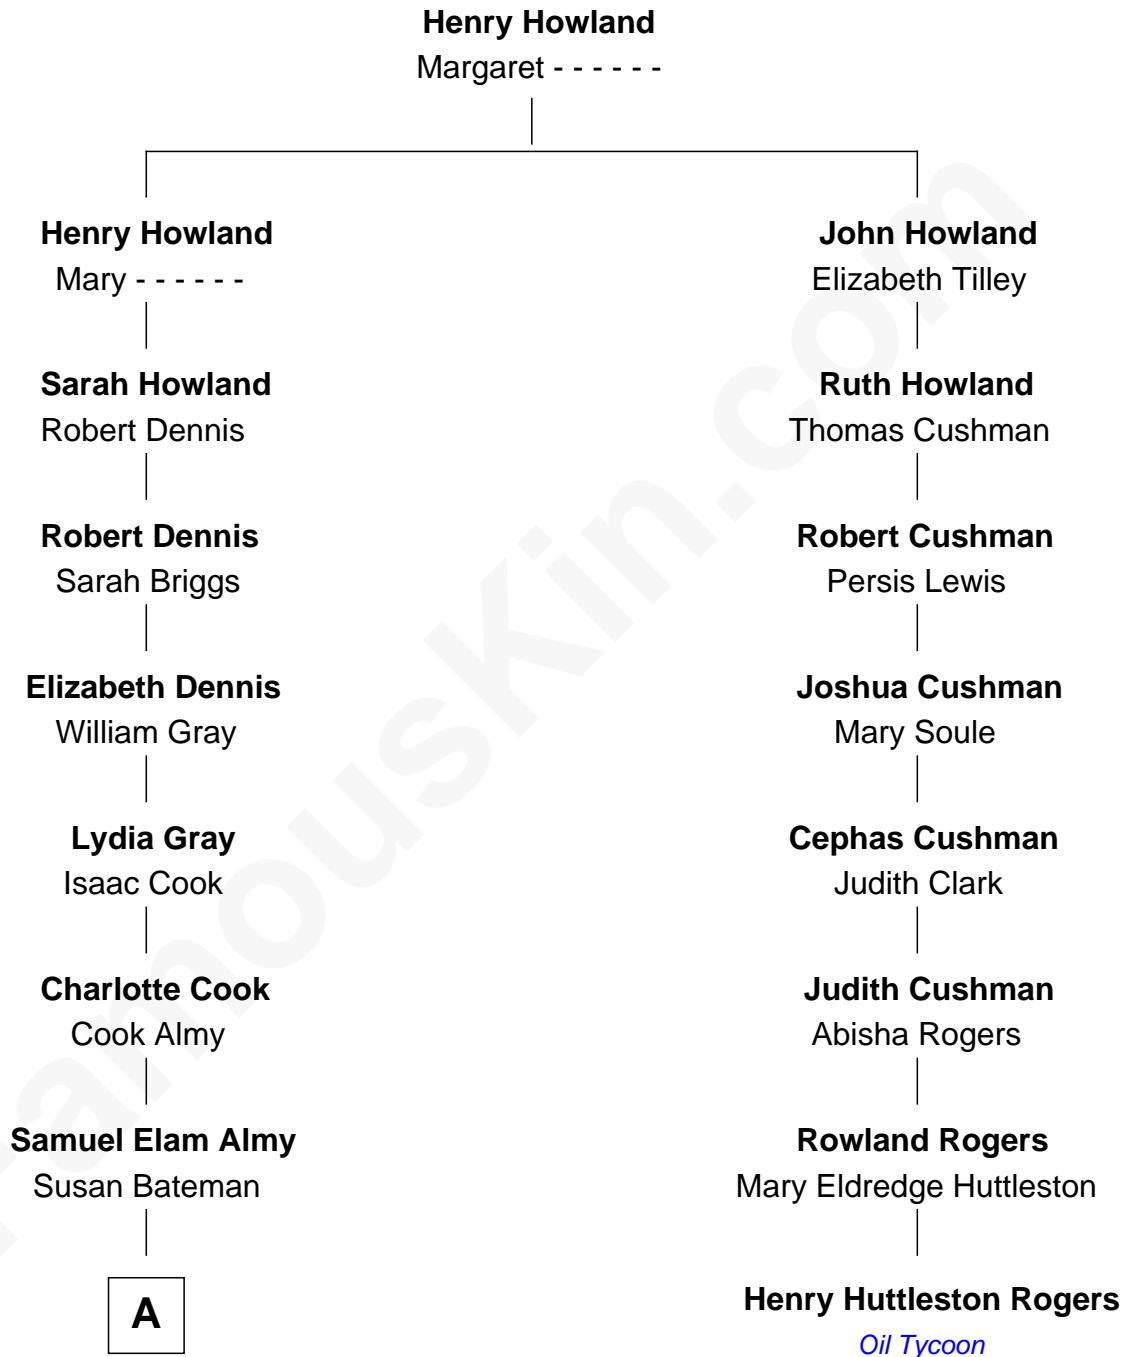 Henry Howland
Margaret - - - - - -
Henry Howland
Mary - - - - - -
John Howland
Elizabeth Tilley
Sarah Howland
Robert Dennis
Ruth Howland
Thomas Cushman
Robert Dennis
Sarah Briggs
Robert Cushman
Persis Lewis
Elizabeth Dennis
William Gray
Joshua Cushman
Mary Soule
Lydia Gray
Isaac Cook
Cephas Cushman
Judith Clark
Charlotte Cook
Cook Almy
Judith Cushman
Abisha Rogers
Samuel Elam Almy
Susan Bateman
Rowland Rogers
Mary Eldredge Huttleston
A
Henry Huttleston Rogers
Oil Tycoon
FamousKin.com